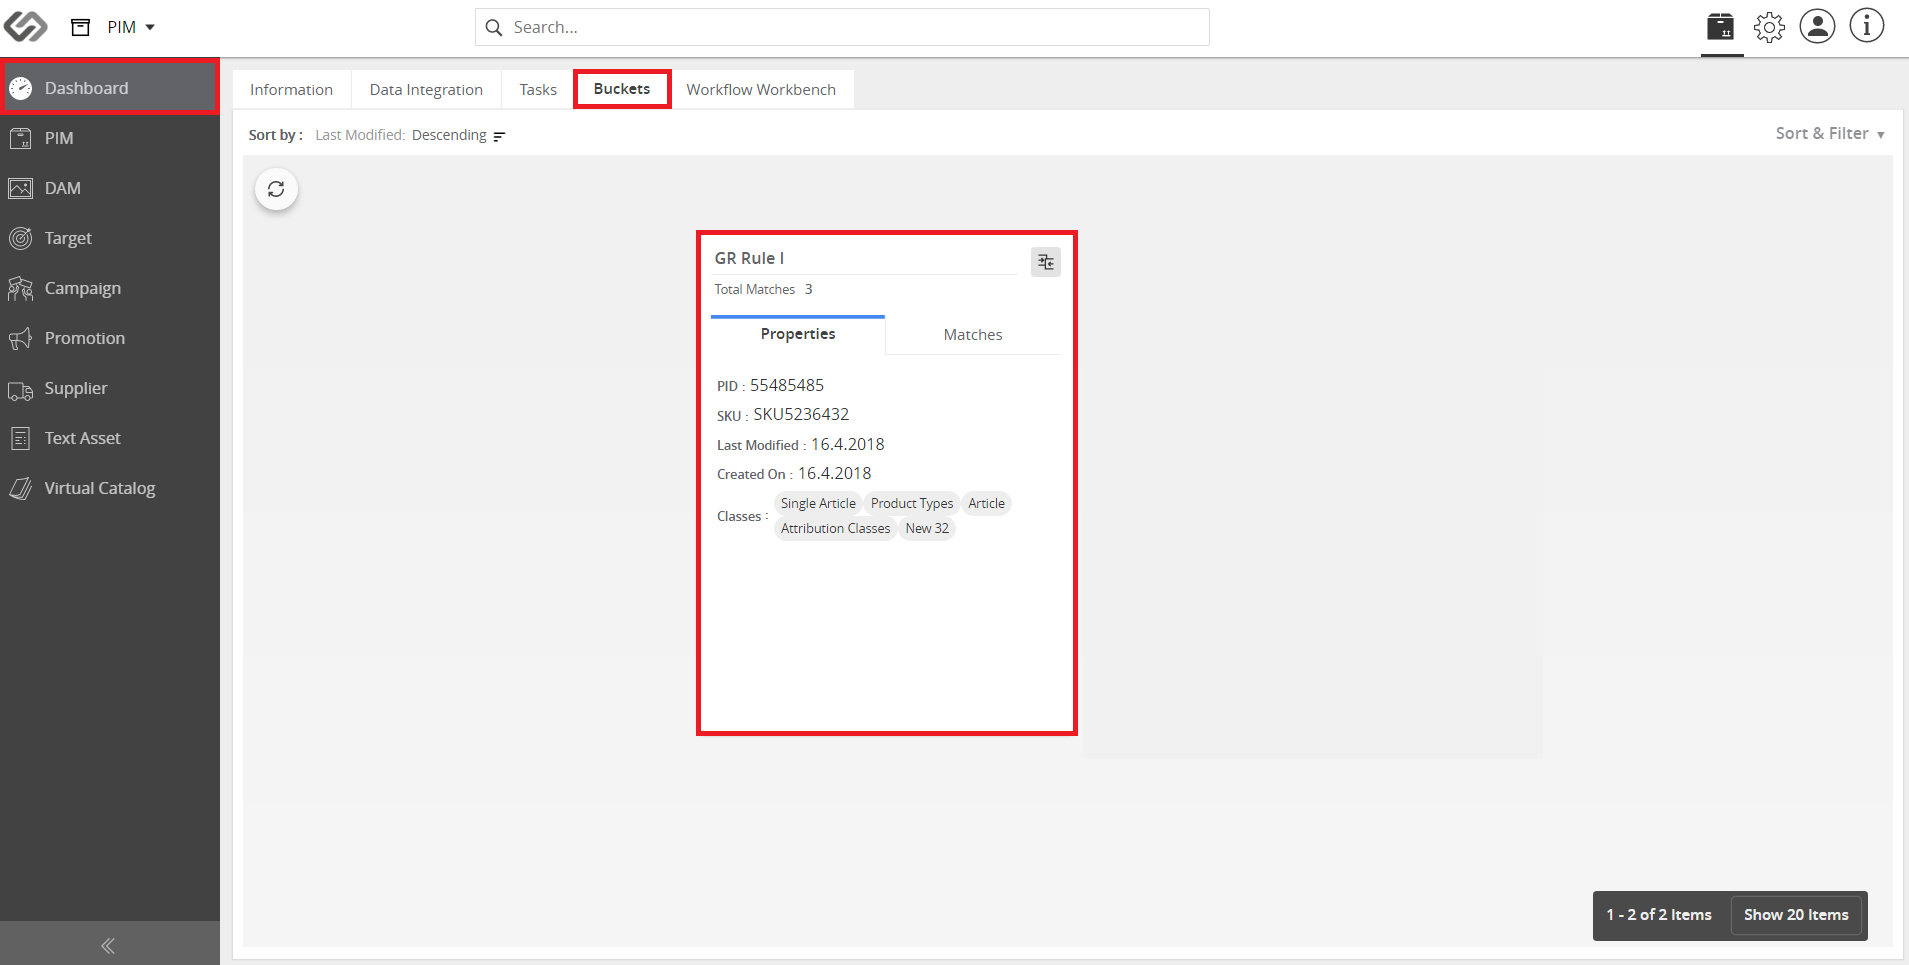 PIM
Search...
Dashboard
PIM
DAM
Target
Campaign
Promotion
Supplier
Text Asset
Virtual Catalog
Information Data Integration Tasks Buckets Workflow Workbench
Sort by : Last Modified: Descending
Sort & Filter
GR Rule I
Total Matches 3
Properties Matches
PID : 55485485
SKU : SKU5236432
Last Modified : 16.4.2018
Created On : 16.4.2018
Classes : Single Article Product Types Article
Attribution Classes New 32
1 - 2 of 2 Items Show 20 Items